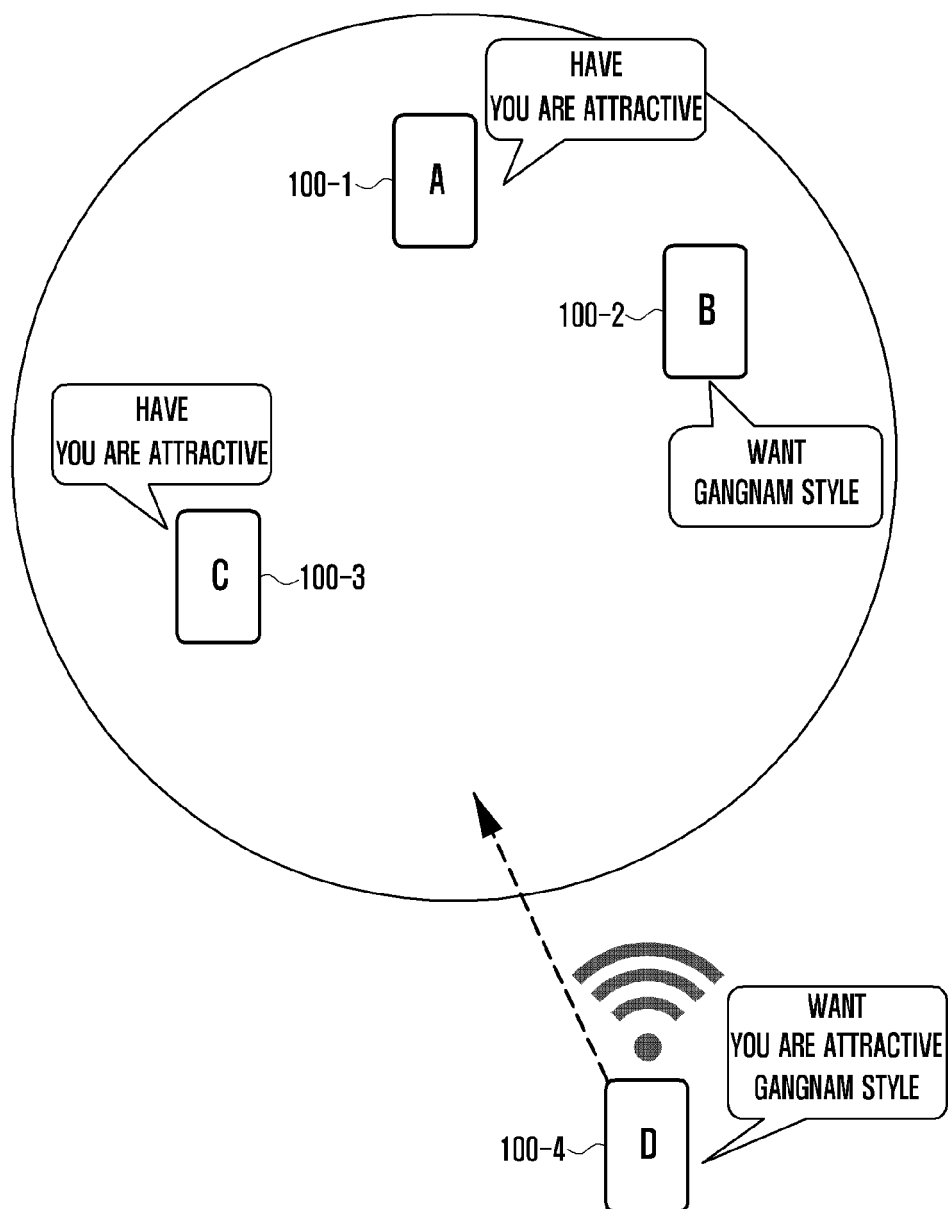 HAVE
YOU ARE ATTRACTIVE
100-1
A
100-2
B
HAVE
YOU ARE ATTRACTIVE
WANT
GANGNAM STYLE
C
100-3
WANT
YOU ARE ATTRACTIVE
GANGNAM STYLE
100-4
D